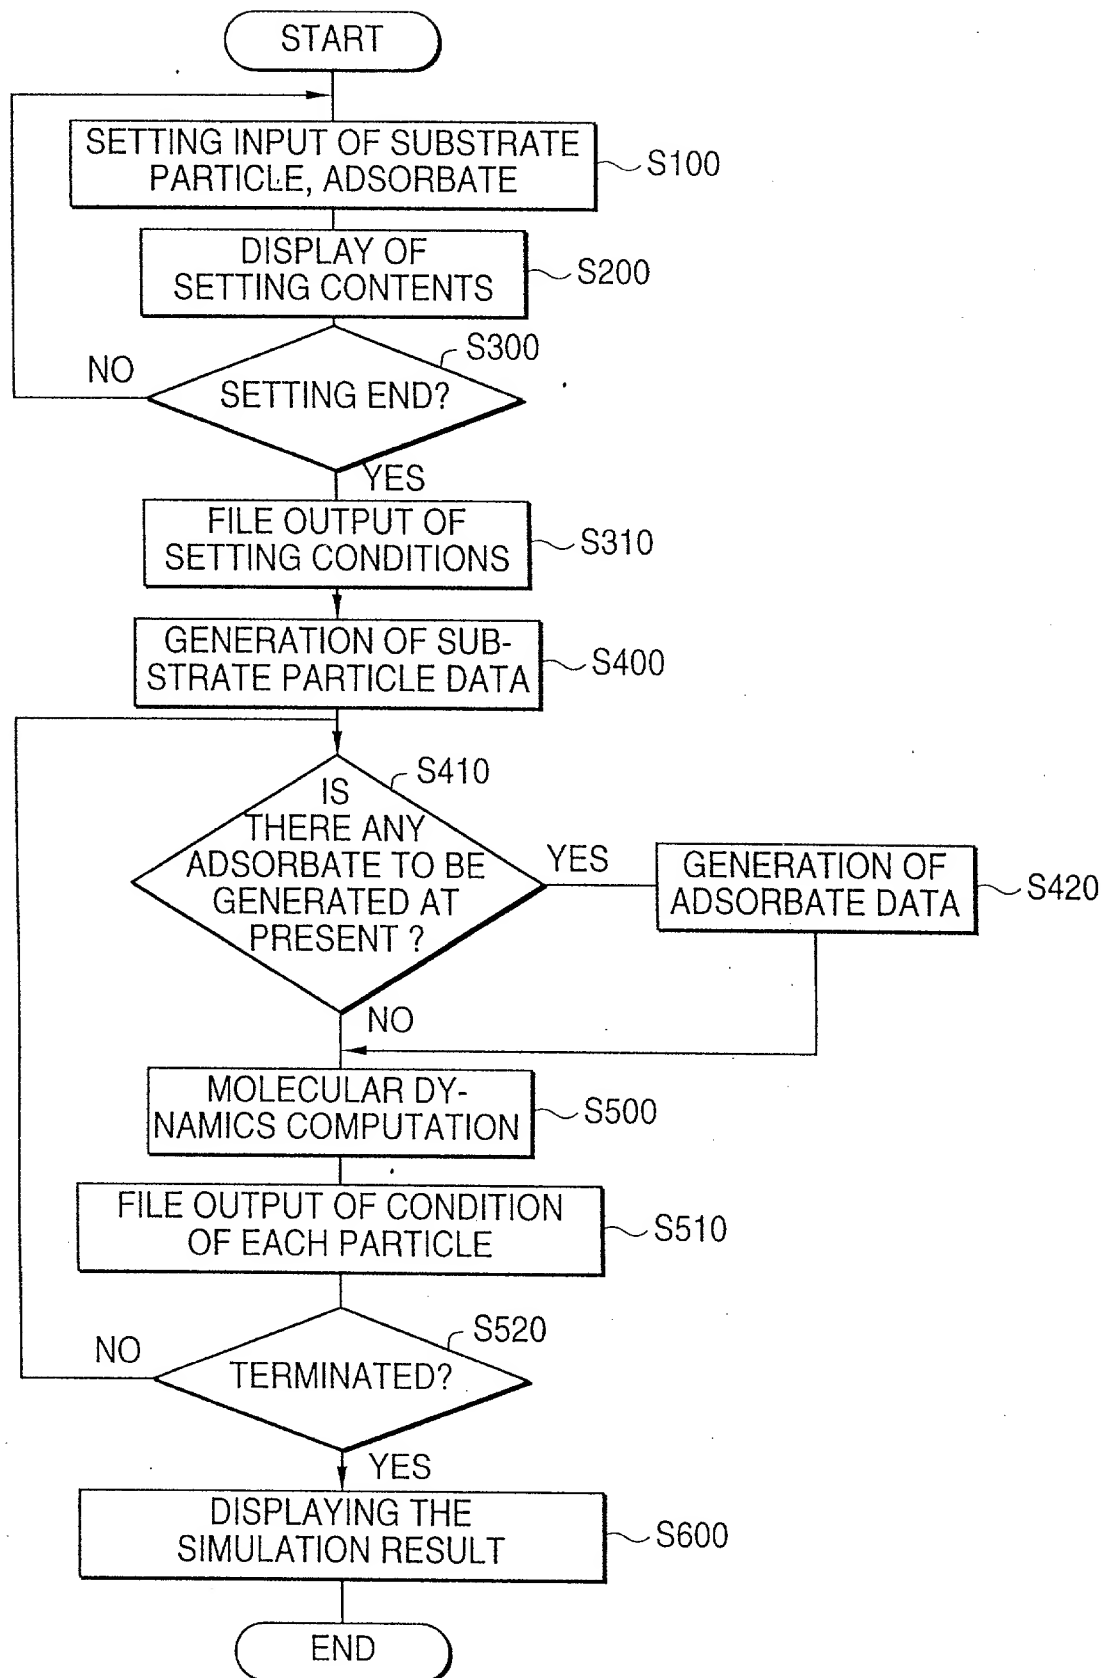 START
SETTING INPUT OF SUBSTRATE
PARTICLE, ADSORBATE
S100
DISPLAY OF
SETTING CONTENTS
S200
S300
NO
SETTING END?
YES
FILE OUTPUT OF
SETTING CONDITIONS
S310
GENERATION OF SUB-
STRATE PARTICLE DATA
S400
S410
IS
THERE ANY
ADSORBATE TO BE
GENERATED AT
PRESENT ?
YES
GENERATION OF
ADSORBATE DATA
S420
NO
MOLECULAR DY-
NAMICS COMPUTATION
S500
FILE OUTPUT OF CONDITION
OF EACH PARTICLE
S510
S520
NO
TERMINATED?
YES
DISPLAYING THE
SIMULATION RESULT
S600
END